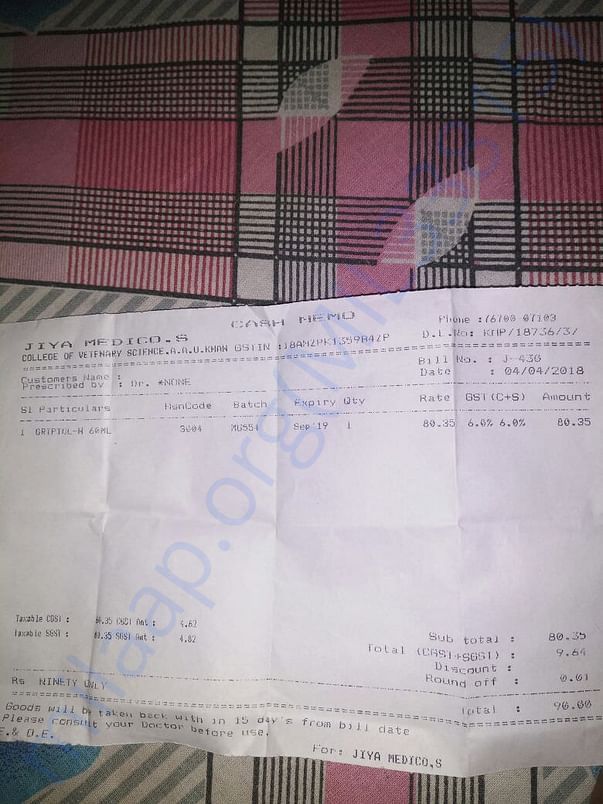 CASH MEMO
JIYA MEDICO,S
Phone :76700 07103
COLLEGE OF VETENARY SCIENCE.A.A.U.KHAN GSTIN :
D.L.No: KMP/18736/37
Bill No. : J-436
Customers Name :
Date : 04/04/2018
Prescribed by : Dr. *NONE
Sl Particulars HsnCode Batch Expiry Qty Rate GST(C+S) Amount
1 60ML 3004 Sep'19 1 80.35 6.0% 6.0% 80.35
Taxable CGST : 80.35 CGST Amt : 4.82
Taxable SGST : 80.35 SGST Amt : 4.82
Sub total : 80.35
Total (CGST+SGST) : 9.64
Discount :
Round off : 0.01
Rs NINETY ONLY
Total : 90.00
Goods will be taken back with in 15 day's from bill date
Please consult your Doctor before use.
E.& O.E.
For: JIYA MEDICO,S